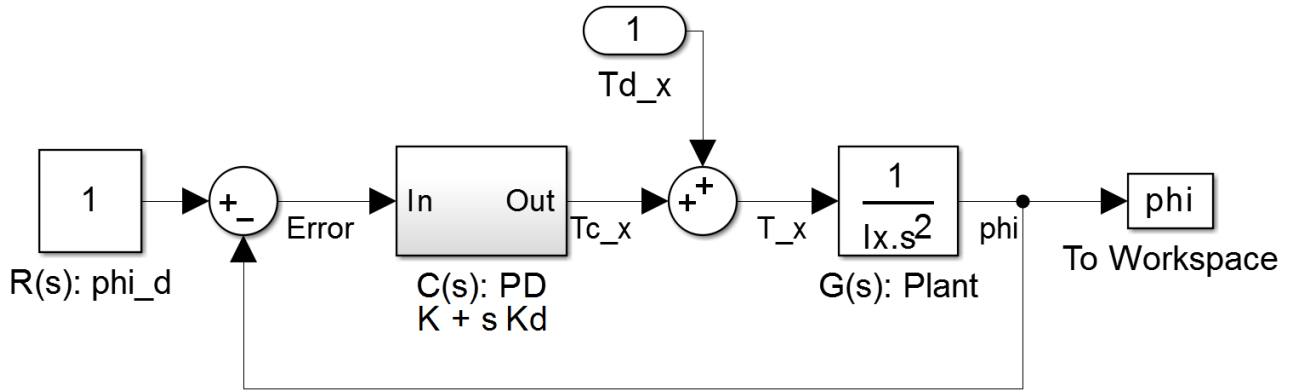 1
Td_x
1
R(s): phi_d
+
−
Error
In Out
C(s): PD
K + s Kd
Tc_x
+
+
T_x
1
Ix.s2
G(s): Plant
phi
phi
To Workspace